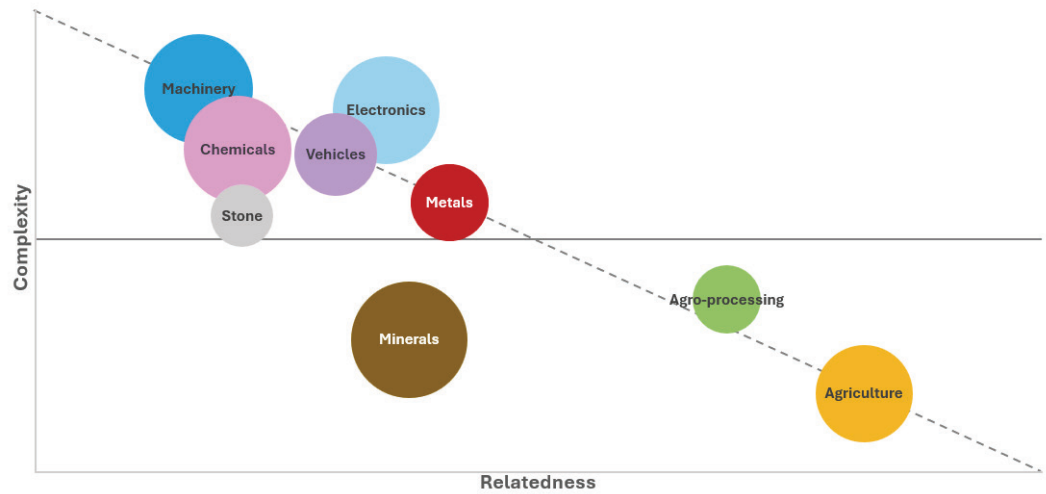 Machinery
Electronics
Chemicals
Vehicles
Metals
Stone
Complexity
Agro-processing
Minerals
Agriculture
Relatedness